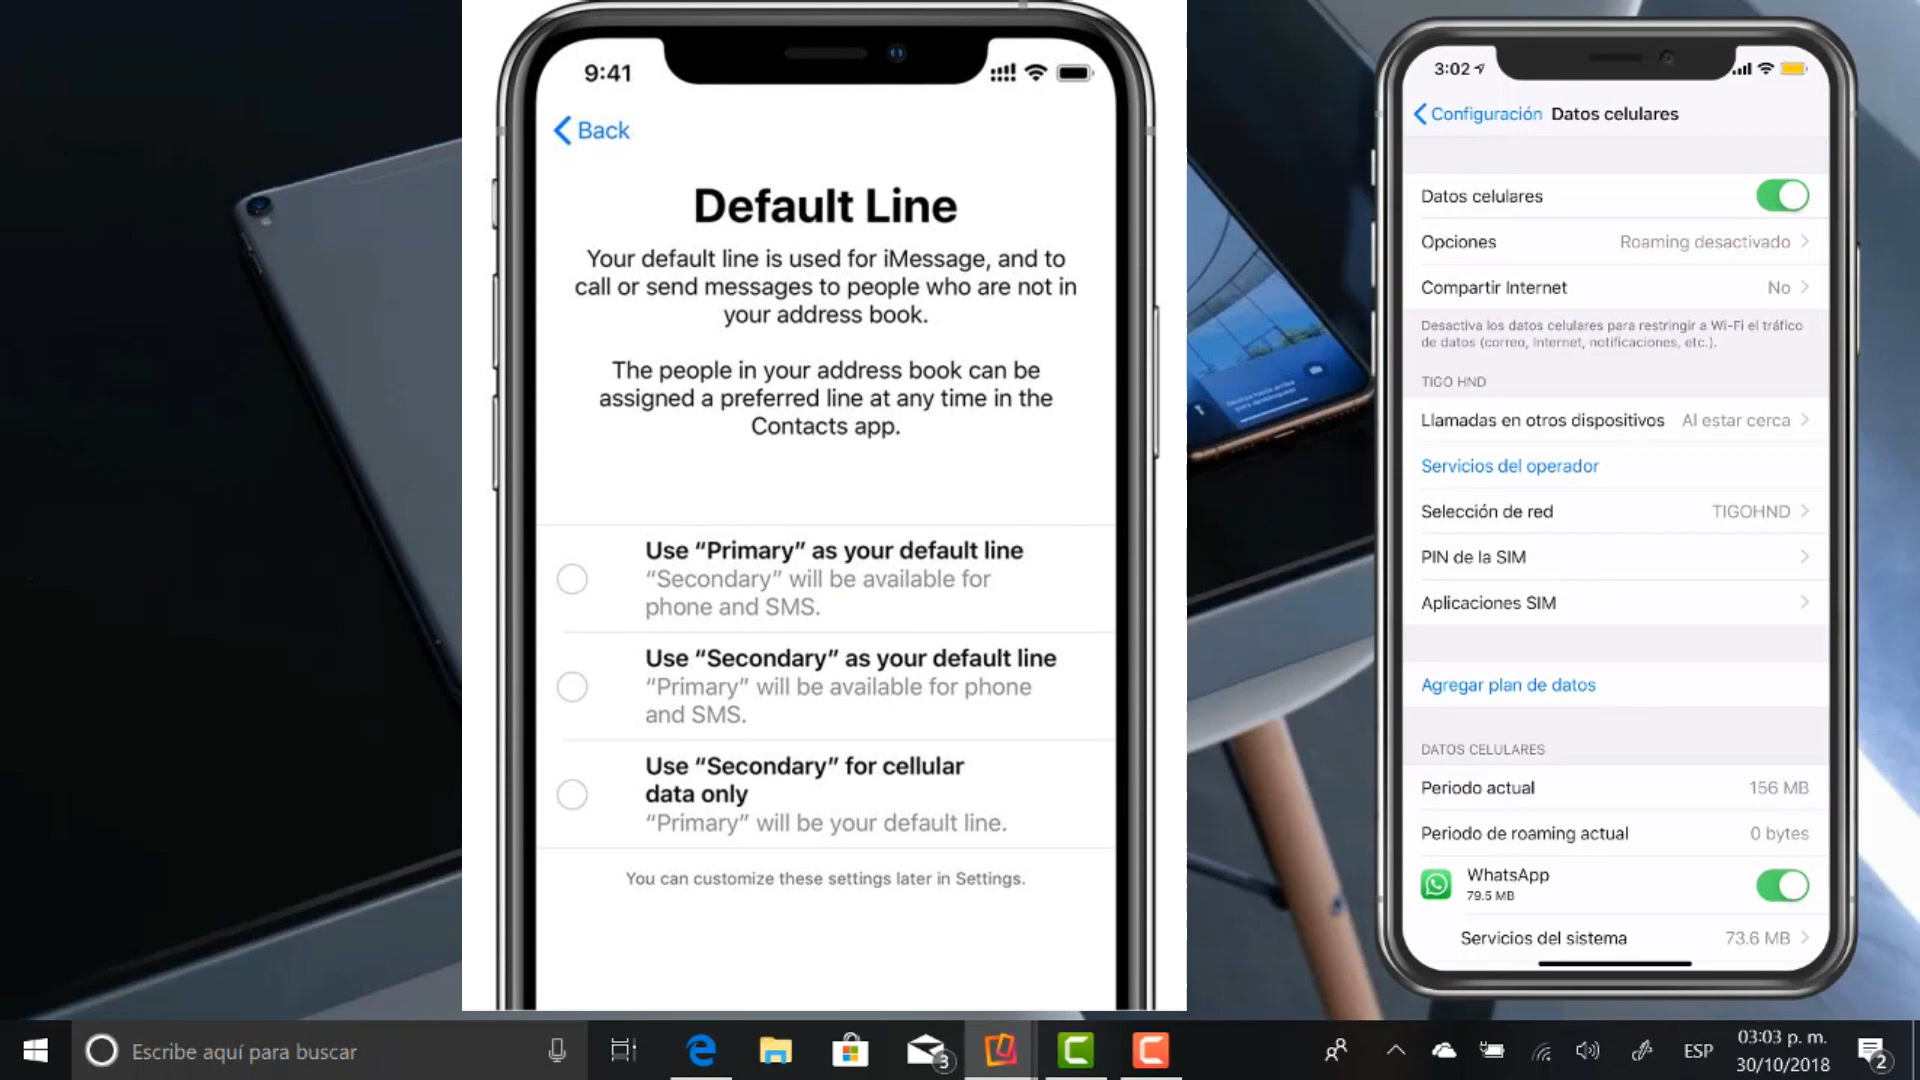 9:41
Back
Default Line
Your default line is used for iMessage, and to
call or send messages to people who are not in
your address book.
The people in your address book can be
assigned a preferred line at any time in the
Contacts app.
Use “Primary” as your default line
“Secondary” will be available for
phone and SMS.
Use “Secondary” as your default line
“Primary” will be available for phone
and SMS.
Use “Secondary” for cellular
data only
“Primary” will be your default line.
You can customize these settings later in Settings.
3:02
Configuración Datos celulares
Datos celulares
Opciones Roaming desactivado
Compartir Internet No
Desactiva los datos celulares para restringir a Wi-Fi el tráfico
de datos (correo, Internet, notificaciones, etc.).
TIGO HND
Llamadas en otros dispositivos Al estar cerca
Servicios del operador
Selección de red TIGOHND
PIN de la SIM
Aplicaciones SIM
Agregar plan de datos
DATOS CELULARES
Periodo actual 156 MB
Periodo de roaming actual 0 bytes
WhatsApp
79.5 MB
Servicios del sistema 73.6 MB
Escribe aquí para buscar
3
ESP
03:03 p. m.
30/10/2018
2